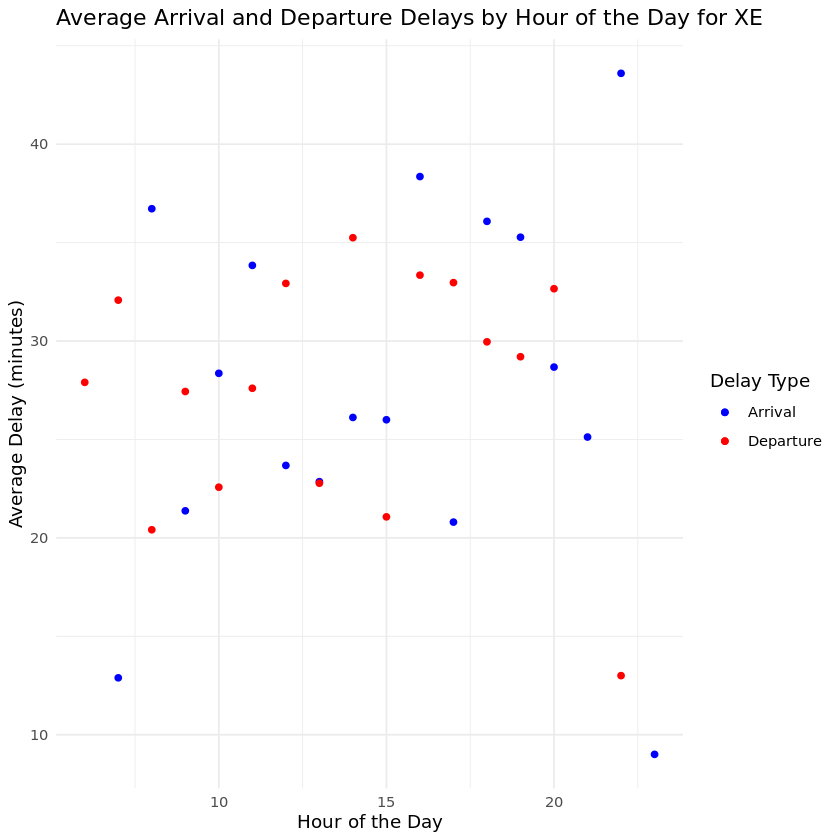 Average Arrival and Departure Delays by Hour of the Day for XE
Average Delay (minutes)
40
30
20
10
10 15 20
Hour of the Day
Delay Type
Arrival
Departure